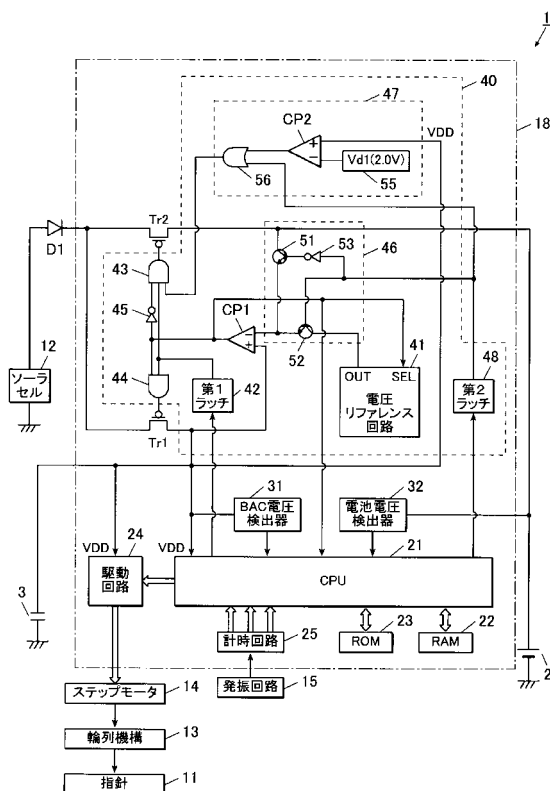 1
40
47
18
CP2
VDD
+
−
Vd1(2.0V)
56
55
Tr2
D1
43
51
53
46
45
CP1
−
+
52
41
12
ソーラ
セル
44
第1
ラッチ
42
OUT
SEL
電圧
リファレンス
回路
48
第2
ラッチ
Tr1
31
BAC電圧
検出器
32
電池電圧
検出器
24
VDD
VDD
21
駆動
回路
CPU
3
計時回路
25
ROM
23
RAM
22
2
ステップモータ
14
発振回路
15
輪列機構
13
指針
11